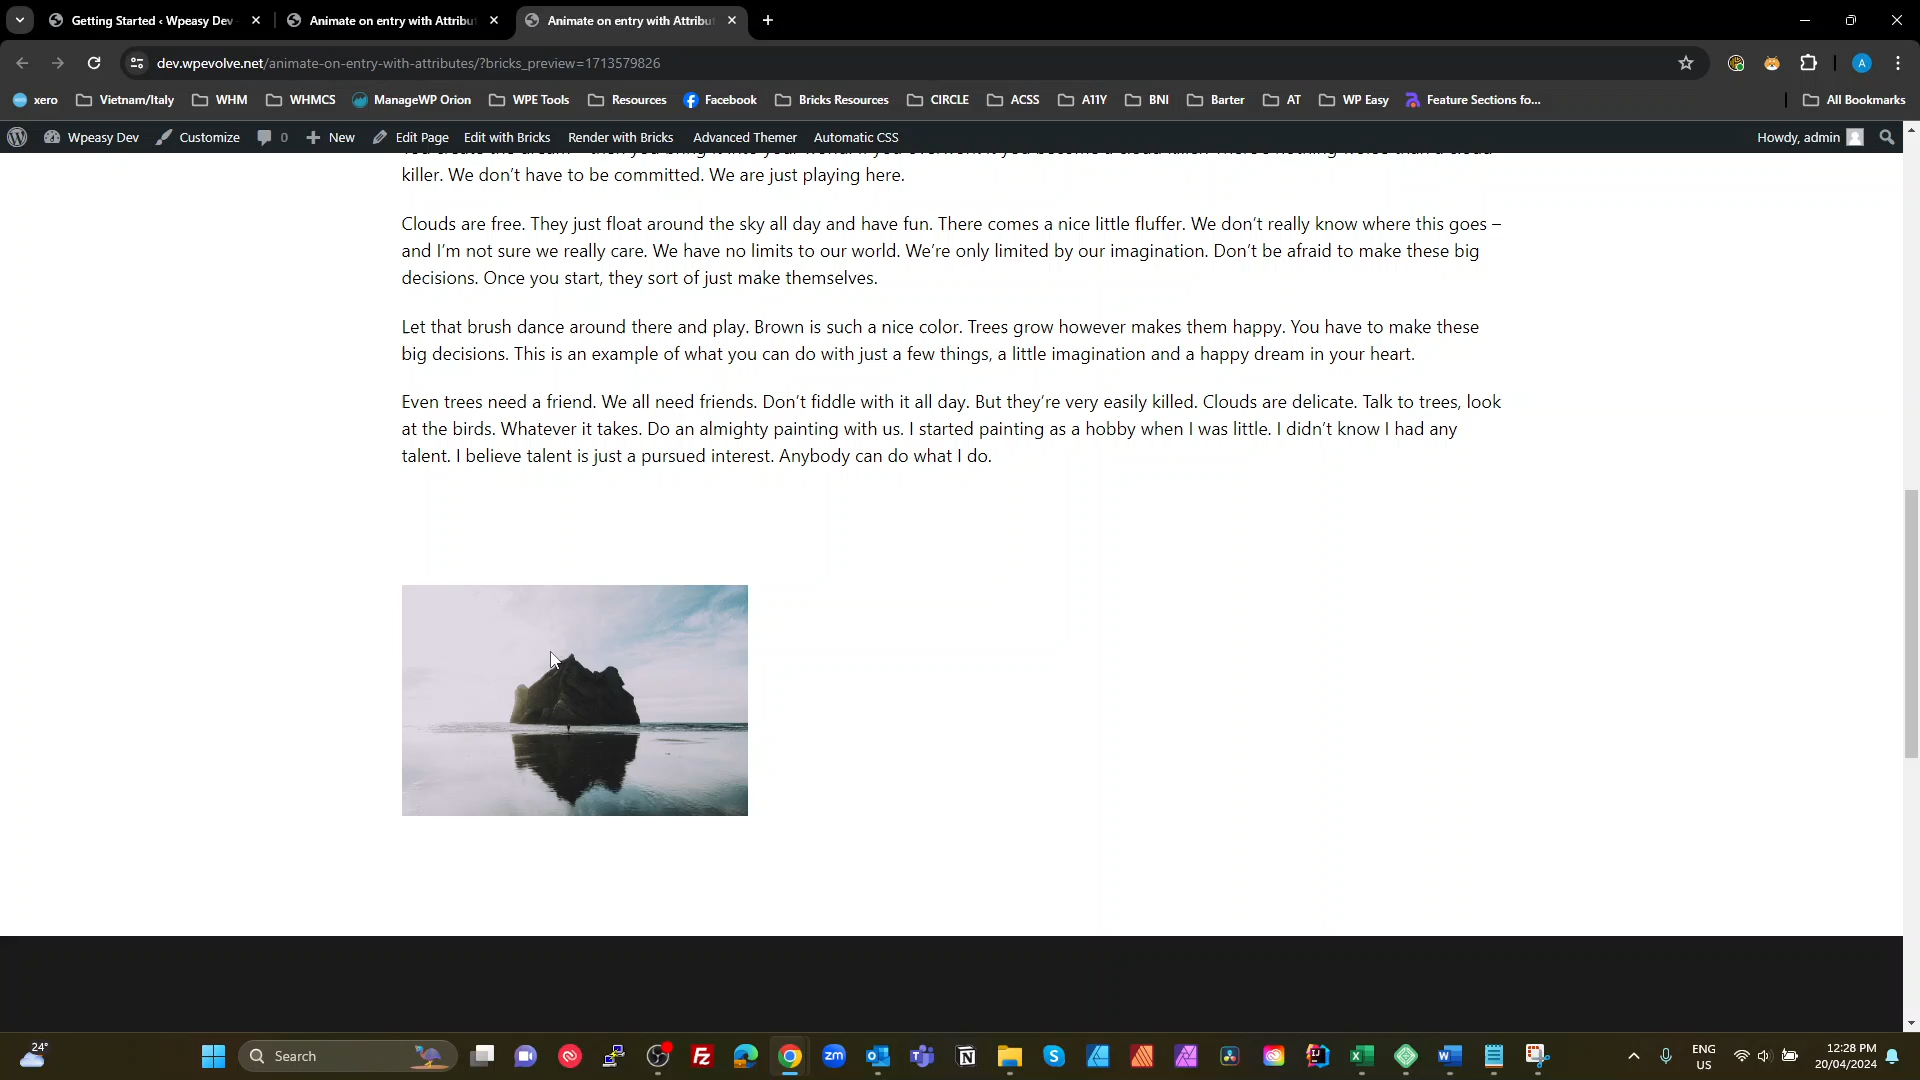 Getting Started ‹ Wpeasy Dev
Animate on entry with Attribut
Animate on entry with Attribut
dev.wpevolve.net/animate-on-entry-with-attributes/?bricks_preview=1713579826
A
xero
Vietnam/Italy
WHM
WHMCS
ManageWP Orion
WPE Tools
Resources
Facebook
Bricks Resources
CIRCLE
ACSS
A11Y
BNI
Barter
AT
WP Easy
Feature Sections fo...
All Bookmarks
Wpeasy Dev
Customize
0
New
Edit Page
Edit with Bricks
Render with Bricks
Advanced Themer
Automatic CSS
Howdy, admin
killer. We don’t have to be committed. We are just playing here.
Clouds are free. They just float around the sky all day and have fun. There comes a nice little fluffer. We don’t really know where this goes –
and I’m not sure we really care. We have no limits to our world. We’re only limited by our imagination. Don’t be afraid to make these big
decisions. Once you start, they sort of just make themselves.
Let that brush dance around there and play. Brown is such a nice color. Trees grow however makes them happy. You have to make these
big decisions. This is an example of what you can do with just a few things, a little imagination and a happy dream in your heart.
Even trees need a friend. We all need friends. Don’t fiddle with it all day. But they’re very easily killed. Clouds are delicate. Talk to trees, look
at the birds. Whatever it takes. Do an almighty painting with us. I started painting as a hobby when I was little. I didn’t know I had any
talent. I believe talent is just a pursued interest. Anybody can do what I do.
24°
Search
zm
ENG
US
12:28 PM
20/04/2024